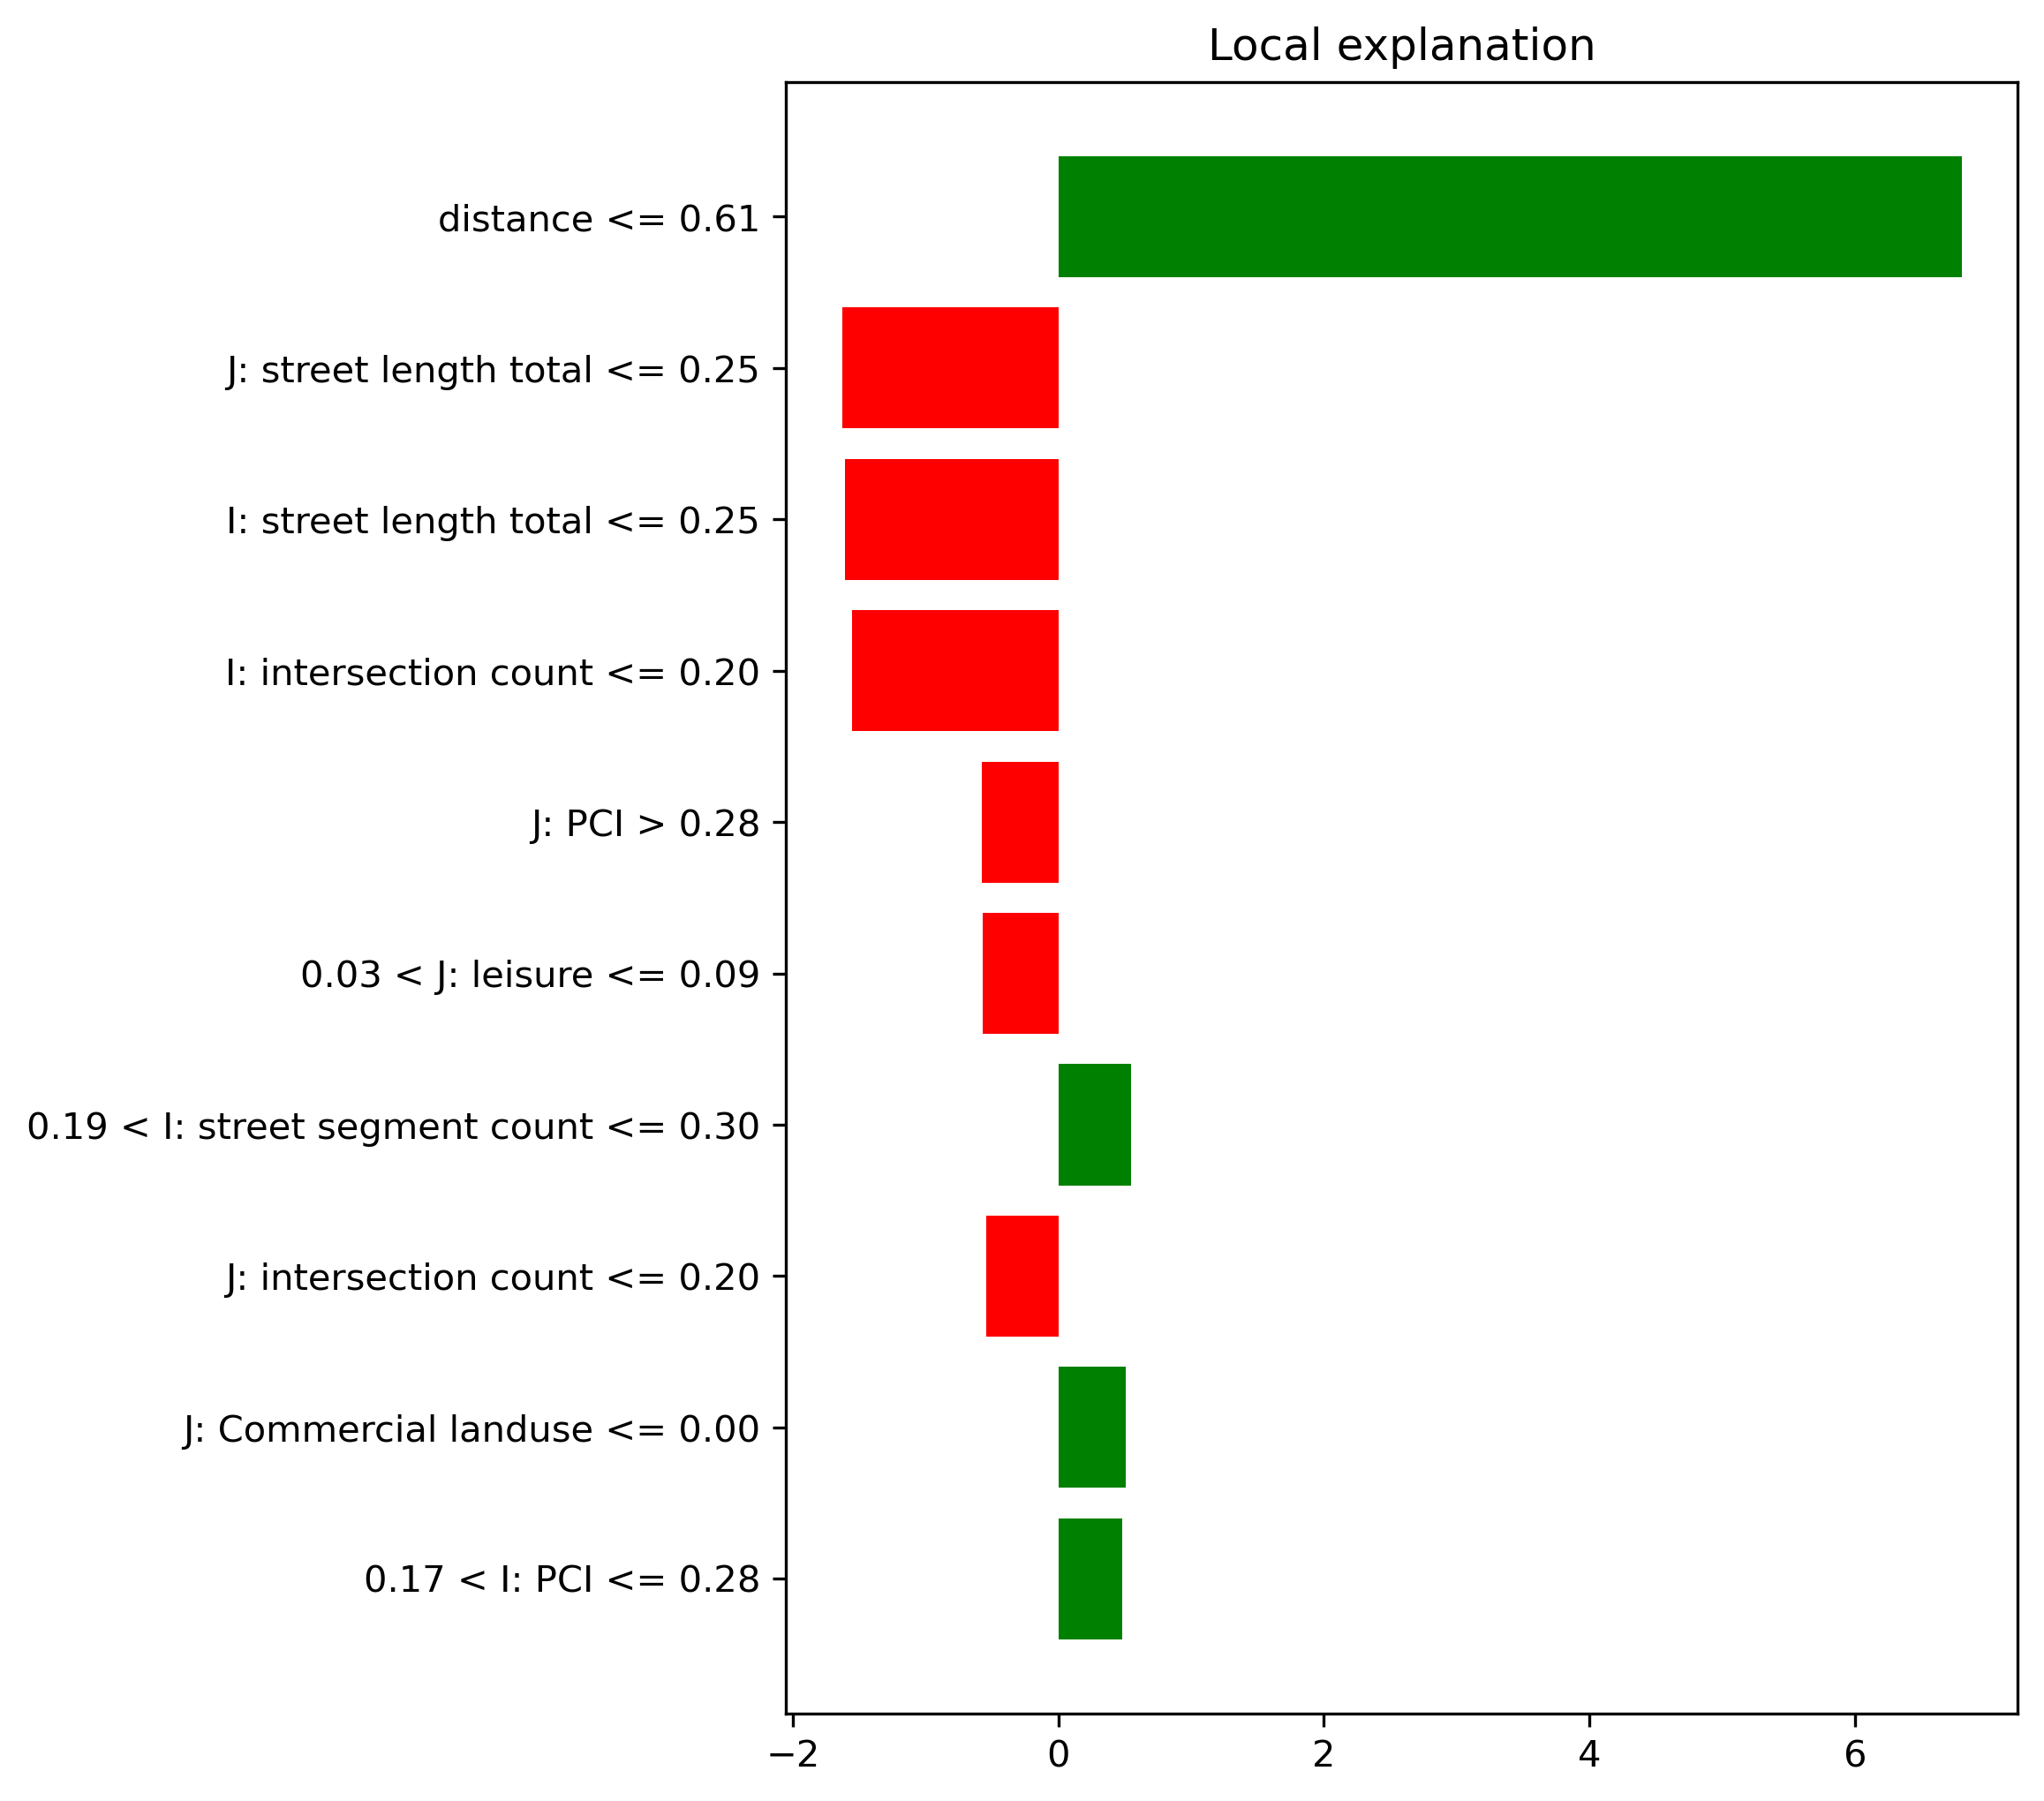 Local explanation
distance <= 0.61
J: street length total <= 0.25
I: street length total <= 0.25
I: intersection count <= 0.20
J: PCI > 0.28
0.03 < J: leisure <= 0.09
0.19 < I: street segment count <= 0.30
J: intersection count <= 0.20
J: Commercial landuse <= 0.00
0.17 < I: PCI <= 0.28
−2 0 2 4 6